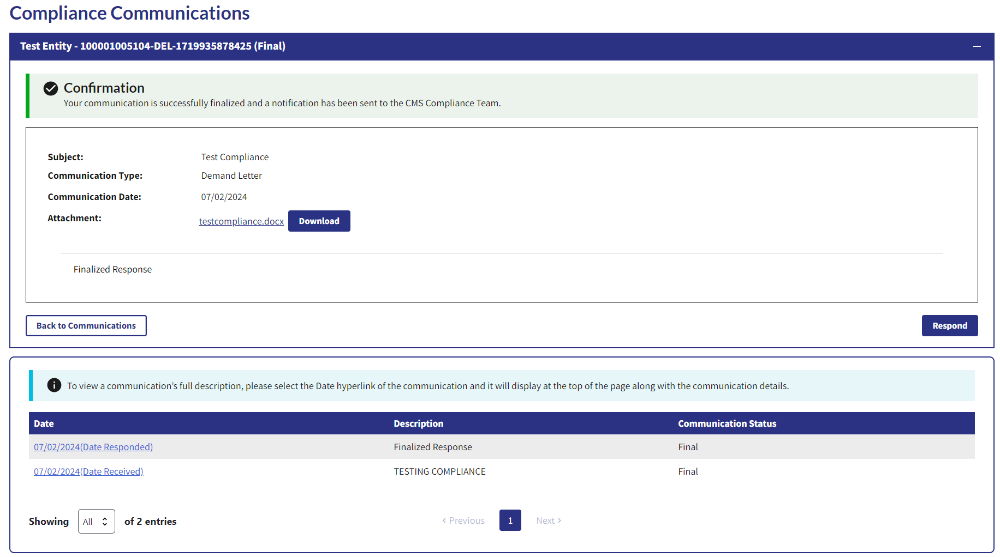 Compliance Communications
Test Entity - 100001005104-DEL-1719935878425 (Final)
Confirmation
Your communication is successfully finalized and a notification has been sent to the CMS Compliance Team.
Subject: Test Compliance
Communication Type: Demand Letter
Communication Date: 07/02/2024
Attachment: testcompliance.docx Download
Finalized Response
Back to Communications Respond
To view a communication’s full description, please select the Date hyperlink of the communication and it will display at the top of the page along with the communication details.
Date Description Communication Status
07/02/2024(Date Responded) Finalized Response Final
07/02/2024(Date Received) TESTING COMPLIANCE Final
Showing All of 2 entries ‹ Previous 1 Next ›